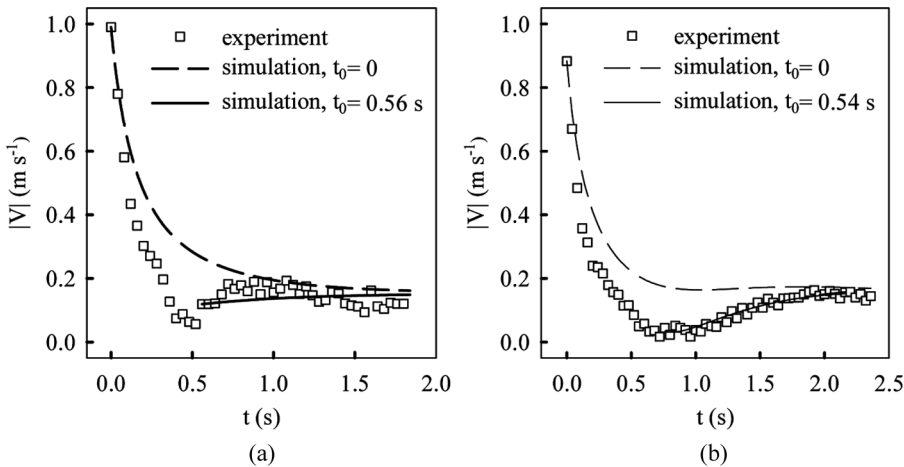 (a)
1.0
0.8
0.6
0.4
0.2
0.0
|V| (m s⁻¹)
experiment
simulation, t₀= 0
simulation, t₀= 0.56 s
0.0 0.5 1.0 1.5 2.0
t (s)
(a)
(b)
1.0
0.8
0.6
0.4
0.2
0.0
|V| (m s⁻¹)
experiment
simulation, t₀= 0
simulation, t₀= 0.54 s
0.0 0.5 1.0 1.5 2.0 2.5
t (s)
(b)